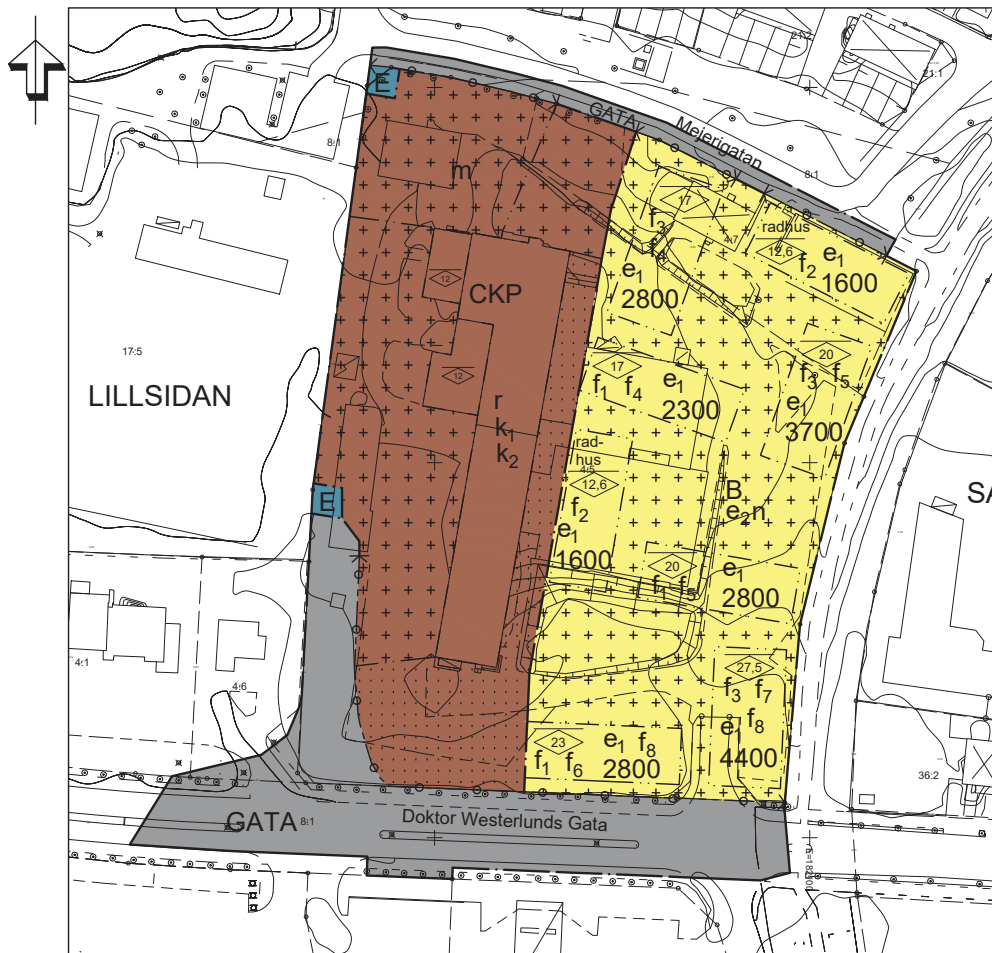 21:2
21:1
E
GATA
Mejerigatan
8:1
8:1
m
17
f3
4:7
f4
radhus
12,6
f2
e1
1600
e1
2800
12
CKP
17:5
20
f3 f5
17
f1 f4
e1
2300
e1
3700
LILLSIDAN
12
r
k1
k2
rad-
hus
4:5
12,6
f2
e1
1600
B
e2n
SA
E
20
f1 f5
e1
2800
4:1
4:6
27,5
f3 f7
f8
e1
4400
23
f1 f6
e1 f8
2800
36:2
GATA 8:1
Doktor Westerlunds Gata